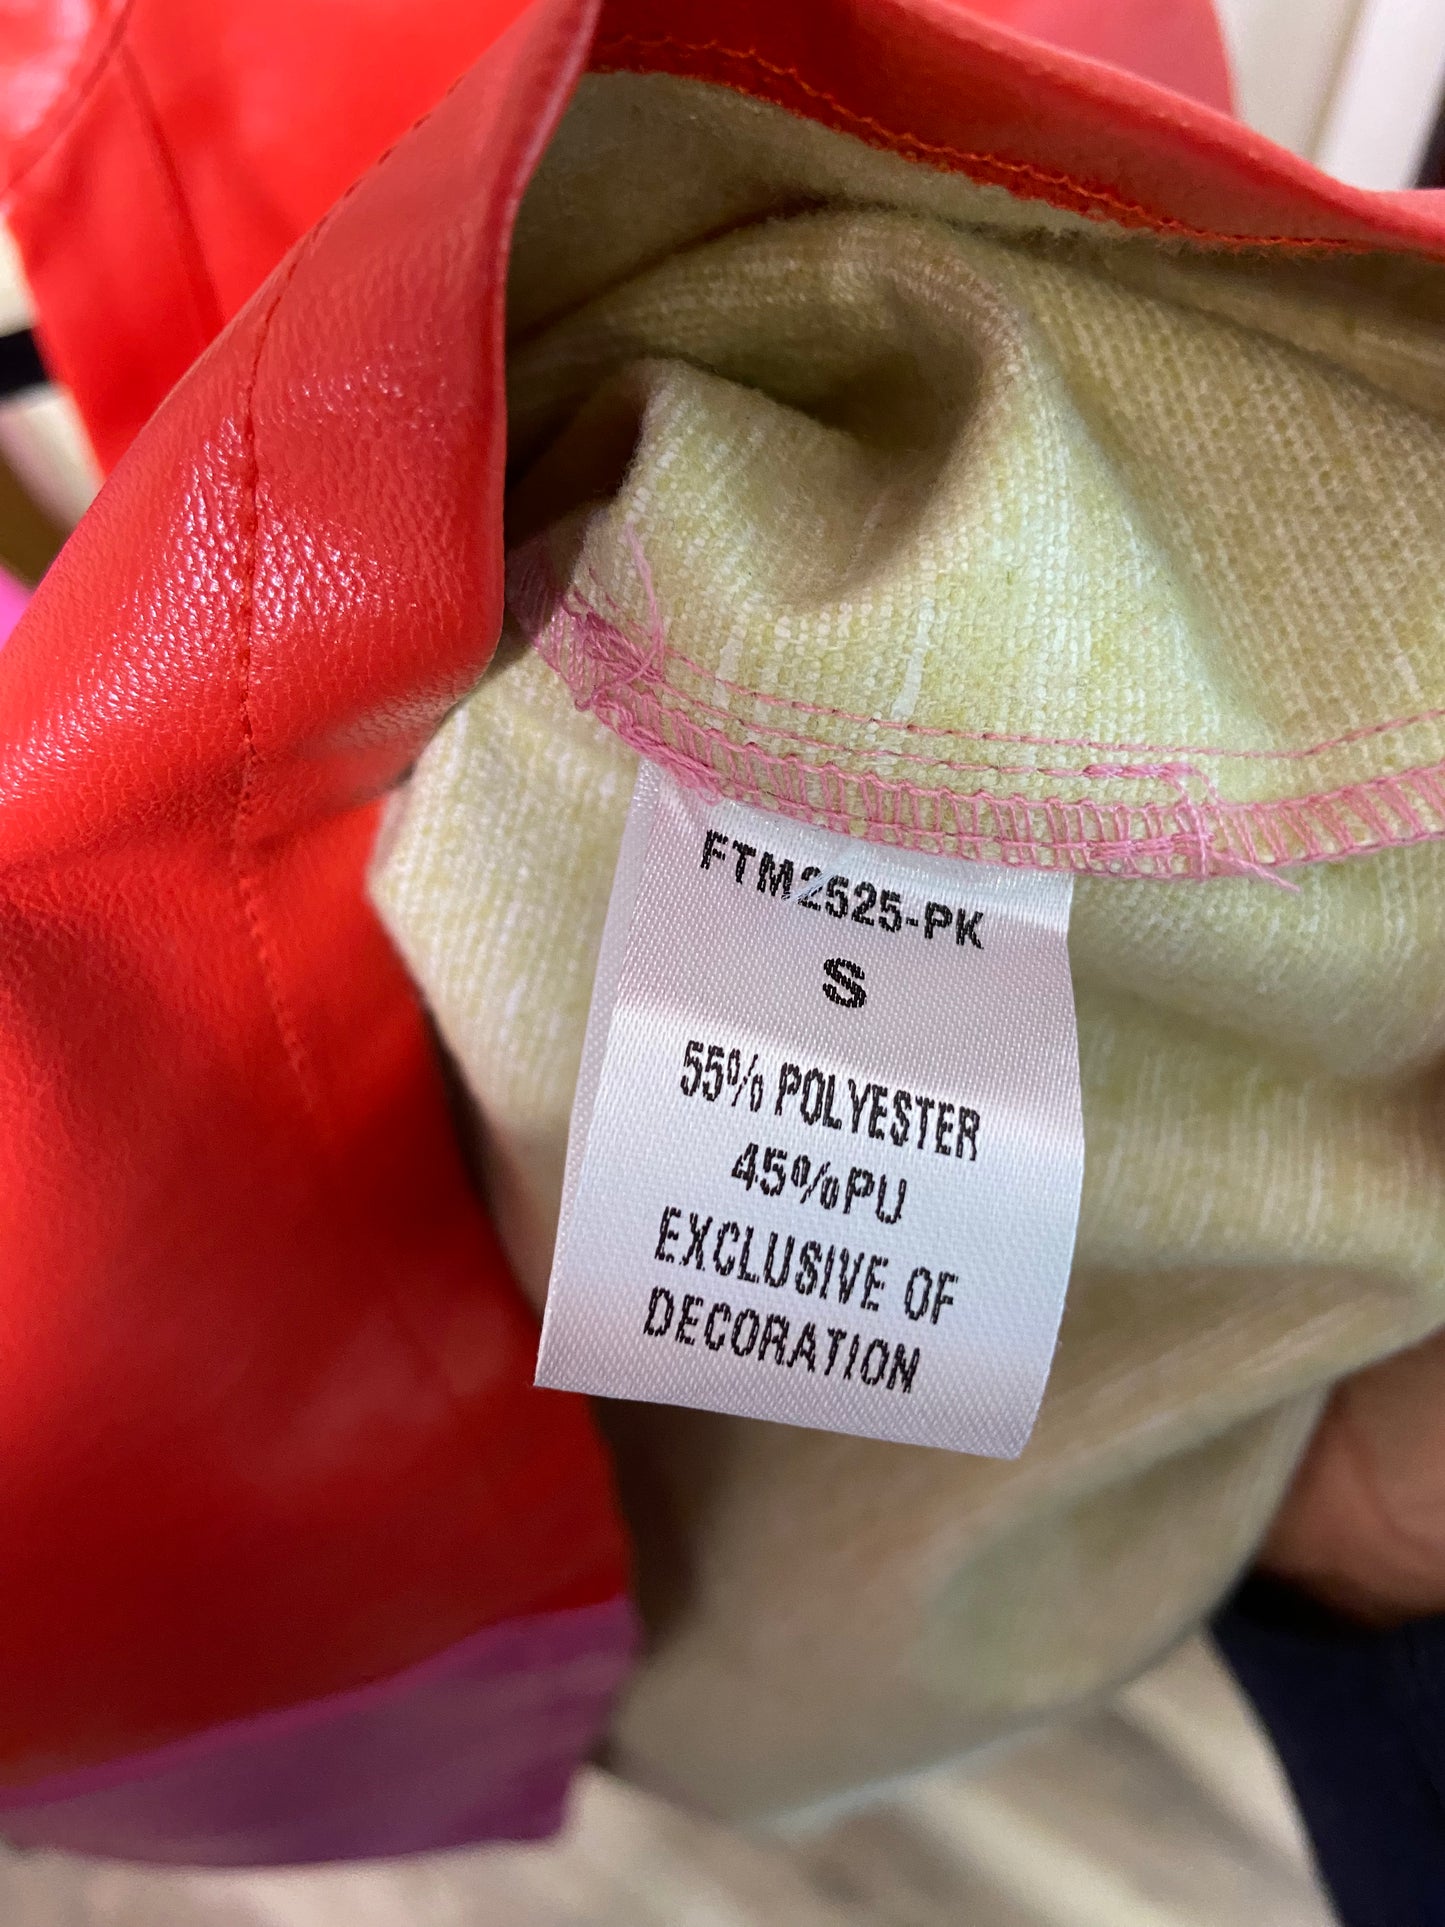 FTM2525-PK
S
55% POLYESTER
45%PU
EXCLUSIVE OF
DECORATION